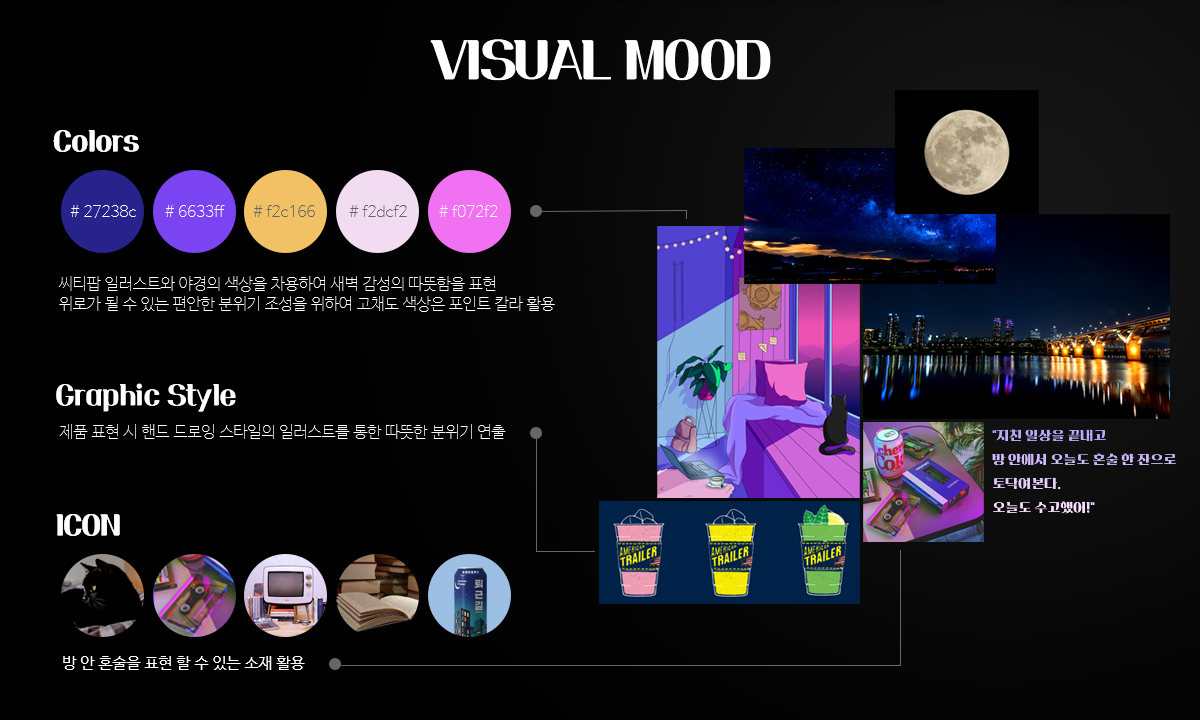 VISUAL MOOD
Colors
# 27238c
# 6633ff
# f2c166
# f2dcf2
# f072f2
씨티팝 일러스트와 야경의 색상을 차용하여 새벽 감성의 따뜻함을 표현
위로가 될 수 있는 편안한 분위기 조성을 위하여 고채도 색상은 포인트 칼라 활용
Graphic Style
제품 표현 시 핸드 드로잉 스타일의 일러스트를 통한 따뜻한 분위기 연출
ICON
퇴근길
방 안 혼술을 표현 할 수 있는 소재 활용
cherry
Cok
"지친 일상을 끝내고
방 안에서 오늘도 혼술 한 잔으로
토닥여본다.
오늘도 수고했어!"
AMERICAN
TRAILER
AMERICAN
TRAILER
AMERICAN
TRAILER